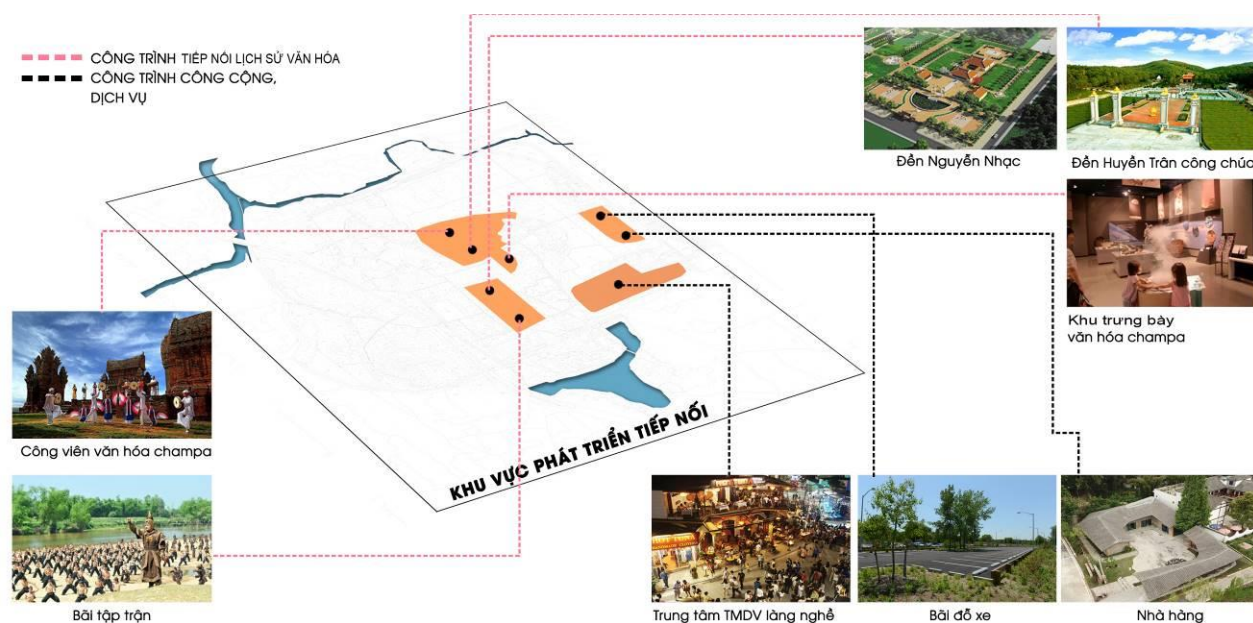 CÔNG TRÌNH TIẾP NỐI LỊCH SỬ VĂN HÓA
CÔNG TRÌNH CÔNG CỘNG,
DỊCH VỤ
Đền Nguyễn Nhạc
Đền Huyền Trân công chúa
Khu trưng bày
văn hóa champa
Công viên văn hóa champa
KHU VỰC PHÁT TRIỂN TIẾP NỐI
Bãi tập trận
Trung tâm TMDV làng nghề
Bãi đỗ xe
Nhà hàng